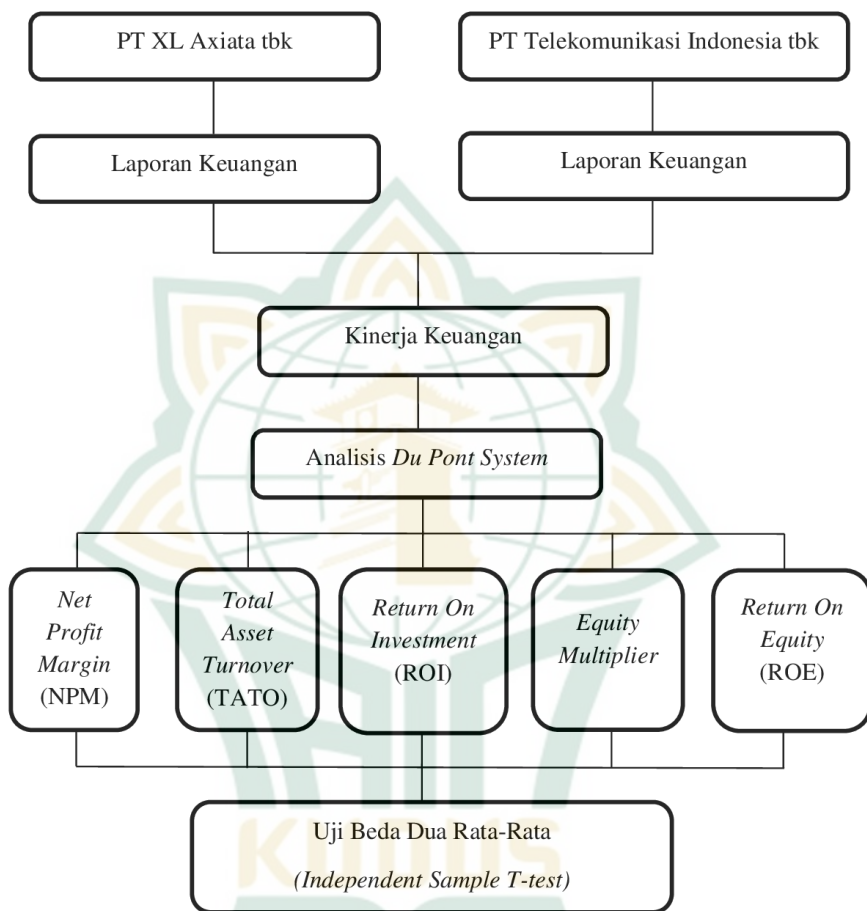 PT XL Axiata tbk
PT Telekomunikasi Indonesia tbk
Laporan Keuangan
Laporan Keuangan
Kinerja Keuangan
Analisis Du Pont System
Net
Profit
Margin
(NPM)
Total
Asset
Turnover
(TATO)
Return On
Investment
(ROI)
Equity
Multiplier
Return On
Equity
(ROE)
Uji Beda Dua Rata-Rata
(Independent Sample T-test)
KUDUS